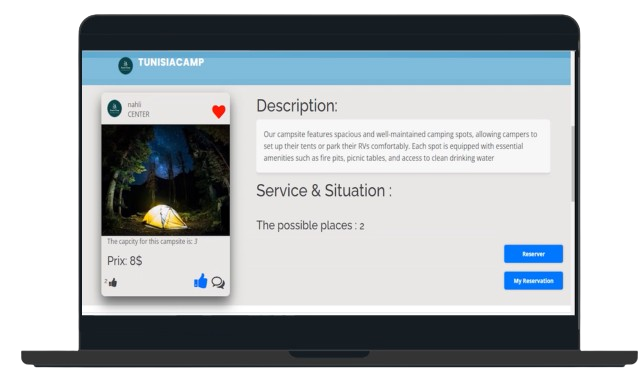 TUNISIACAMP
nahli
CENTER
The capcity for this campsite is: 3
Prix: 8$
Description:
Our campsite features spacious and well-maintained camping spots, allowing campers to
set up their tents or park their RVs comfortably. Each spot is equipped with essential
amenities such as fire pits, picnic tables, and access to clean drinking water
Service & Situation :
The possible places : 2
Reserver
My Reservation